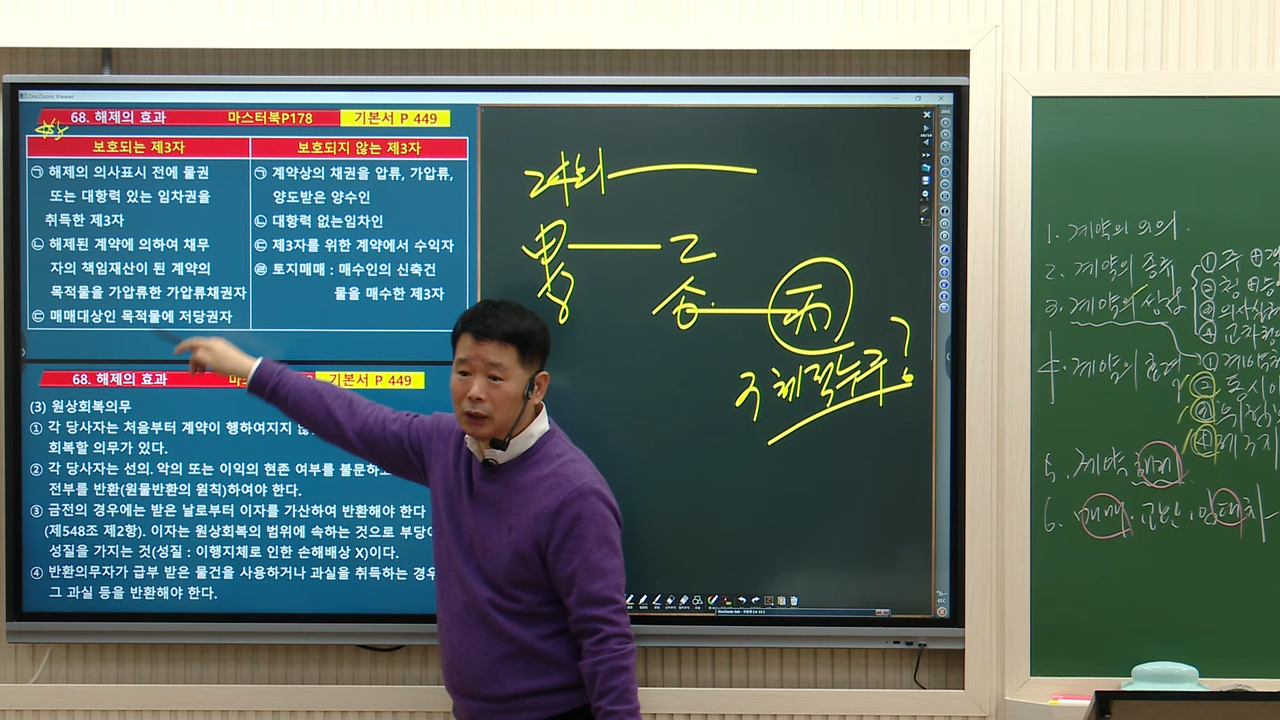 DocZoom Viewer
68. 해제의 효과 마스터북P178 기본서 P 449
보호되는 제3자 보호되지 않는 제3자
㉠ 해제의 의사표시 전에 물권
또는 대항력 있는 임차권을
취득한 제3자
㉡ 해제된 계약에 의하여 채무
자의 책임재산이 된 계약의
목적물을 가압류한 가압류채권자
㉢ 매매대상인 목적물에 저당권자
㉠ 계약상의 채권을 압류, 가압류,
양도받은 양수인
㉡ 대항력 없는임차인
㉢ 제3자를 위한 계약에서 수익자
㉣ 토지매매 : 매수인의 신축건
물을 매수한 제3자
68. 해제의 효과 기본서 P 449
(3) 원상회복의무
① 각 당사자는 처음부터 계약이 행하여지지
회복할 의무가 있다.
② 각 당사자는 선의. 악의 또는 이익의 현존 여부를 불문하고
전부를 반환(원물반환의 원칙)하여야 한다.
③ 금전의 경우에는 받은 날로부터 이자를 가산하여 반환해야 한다
(제548조 제2항). 이자는 원상회복의 범위에 속하는 것으로 부당
성질을 가지는 것(성질 : 이행지체로 인한 손해배상 X)이다.
④ 반환의무자가 급부 받은 물건을 사용하거나 과실을 취득하는 경우
그 과실 등을 반환해야 한다.
乙
丙
구체적누구?
1. 계약의 의의.
2. 계약의 종류
3. 계약의 성립
4. 계약의 효력
5. 계약 해제
6. 매매. 교환. 임대차